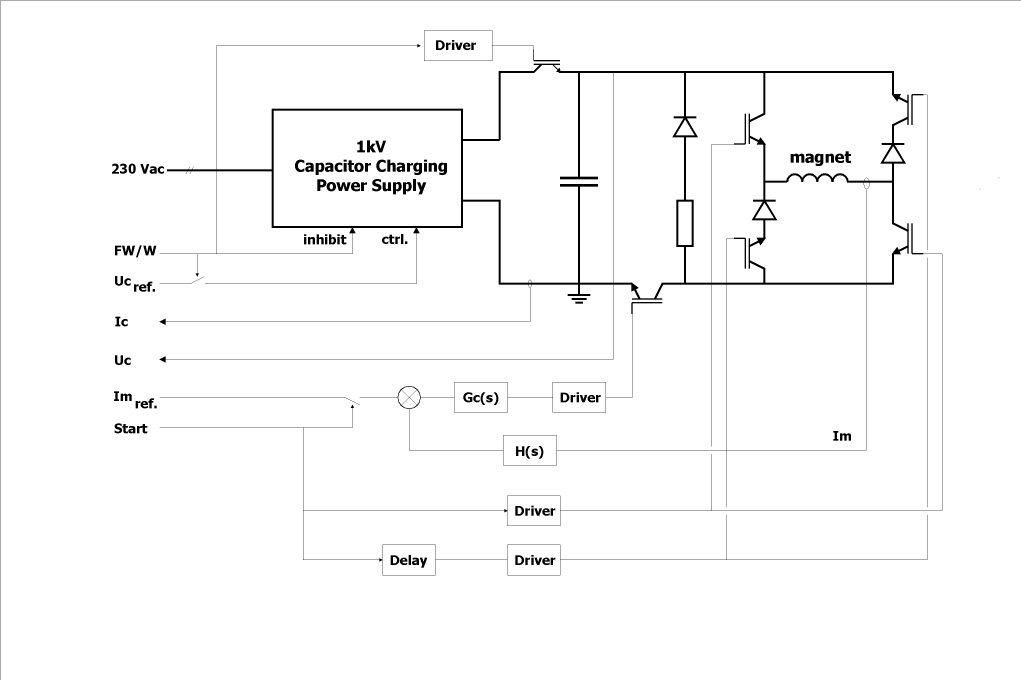 Driver
1kV
Capacitor Charging
Power Supply
230 Vac
magnet
inhibit
ctrl.
FW/W
Uc ref.
Ic
Uc
Im ref.
Gc(s)
Driver
Start
Im
H(s)
Driver
Delay
Driver